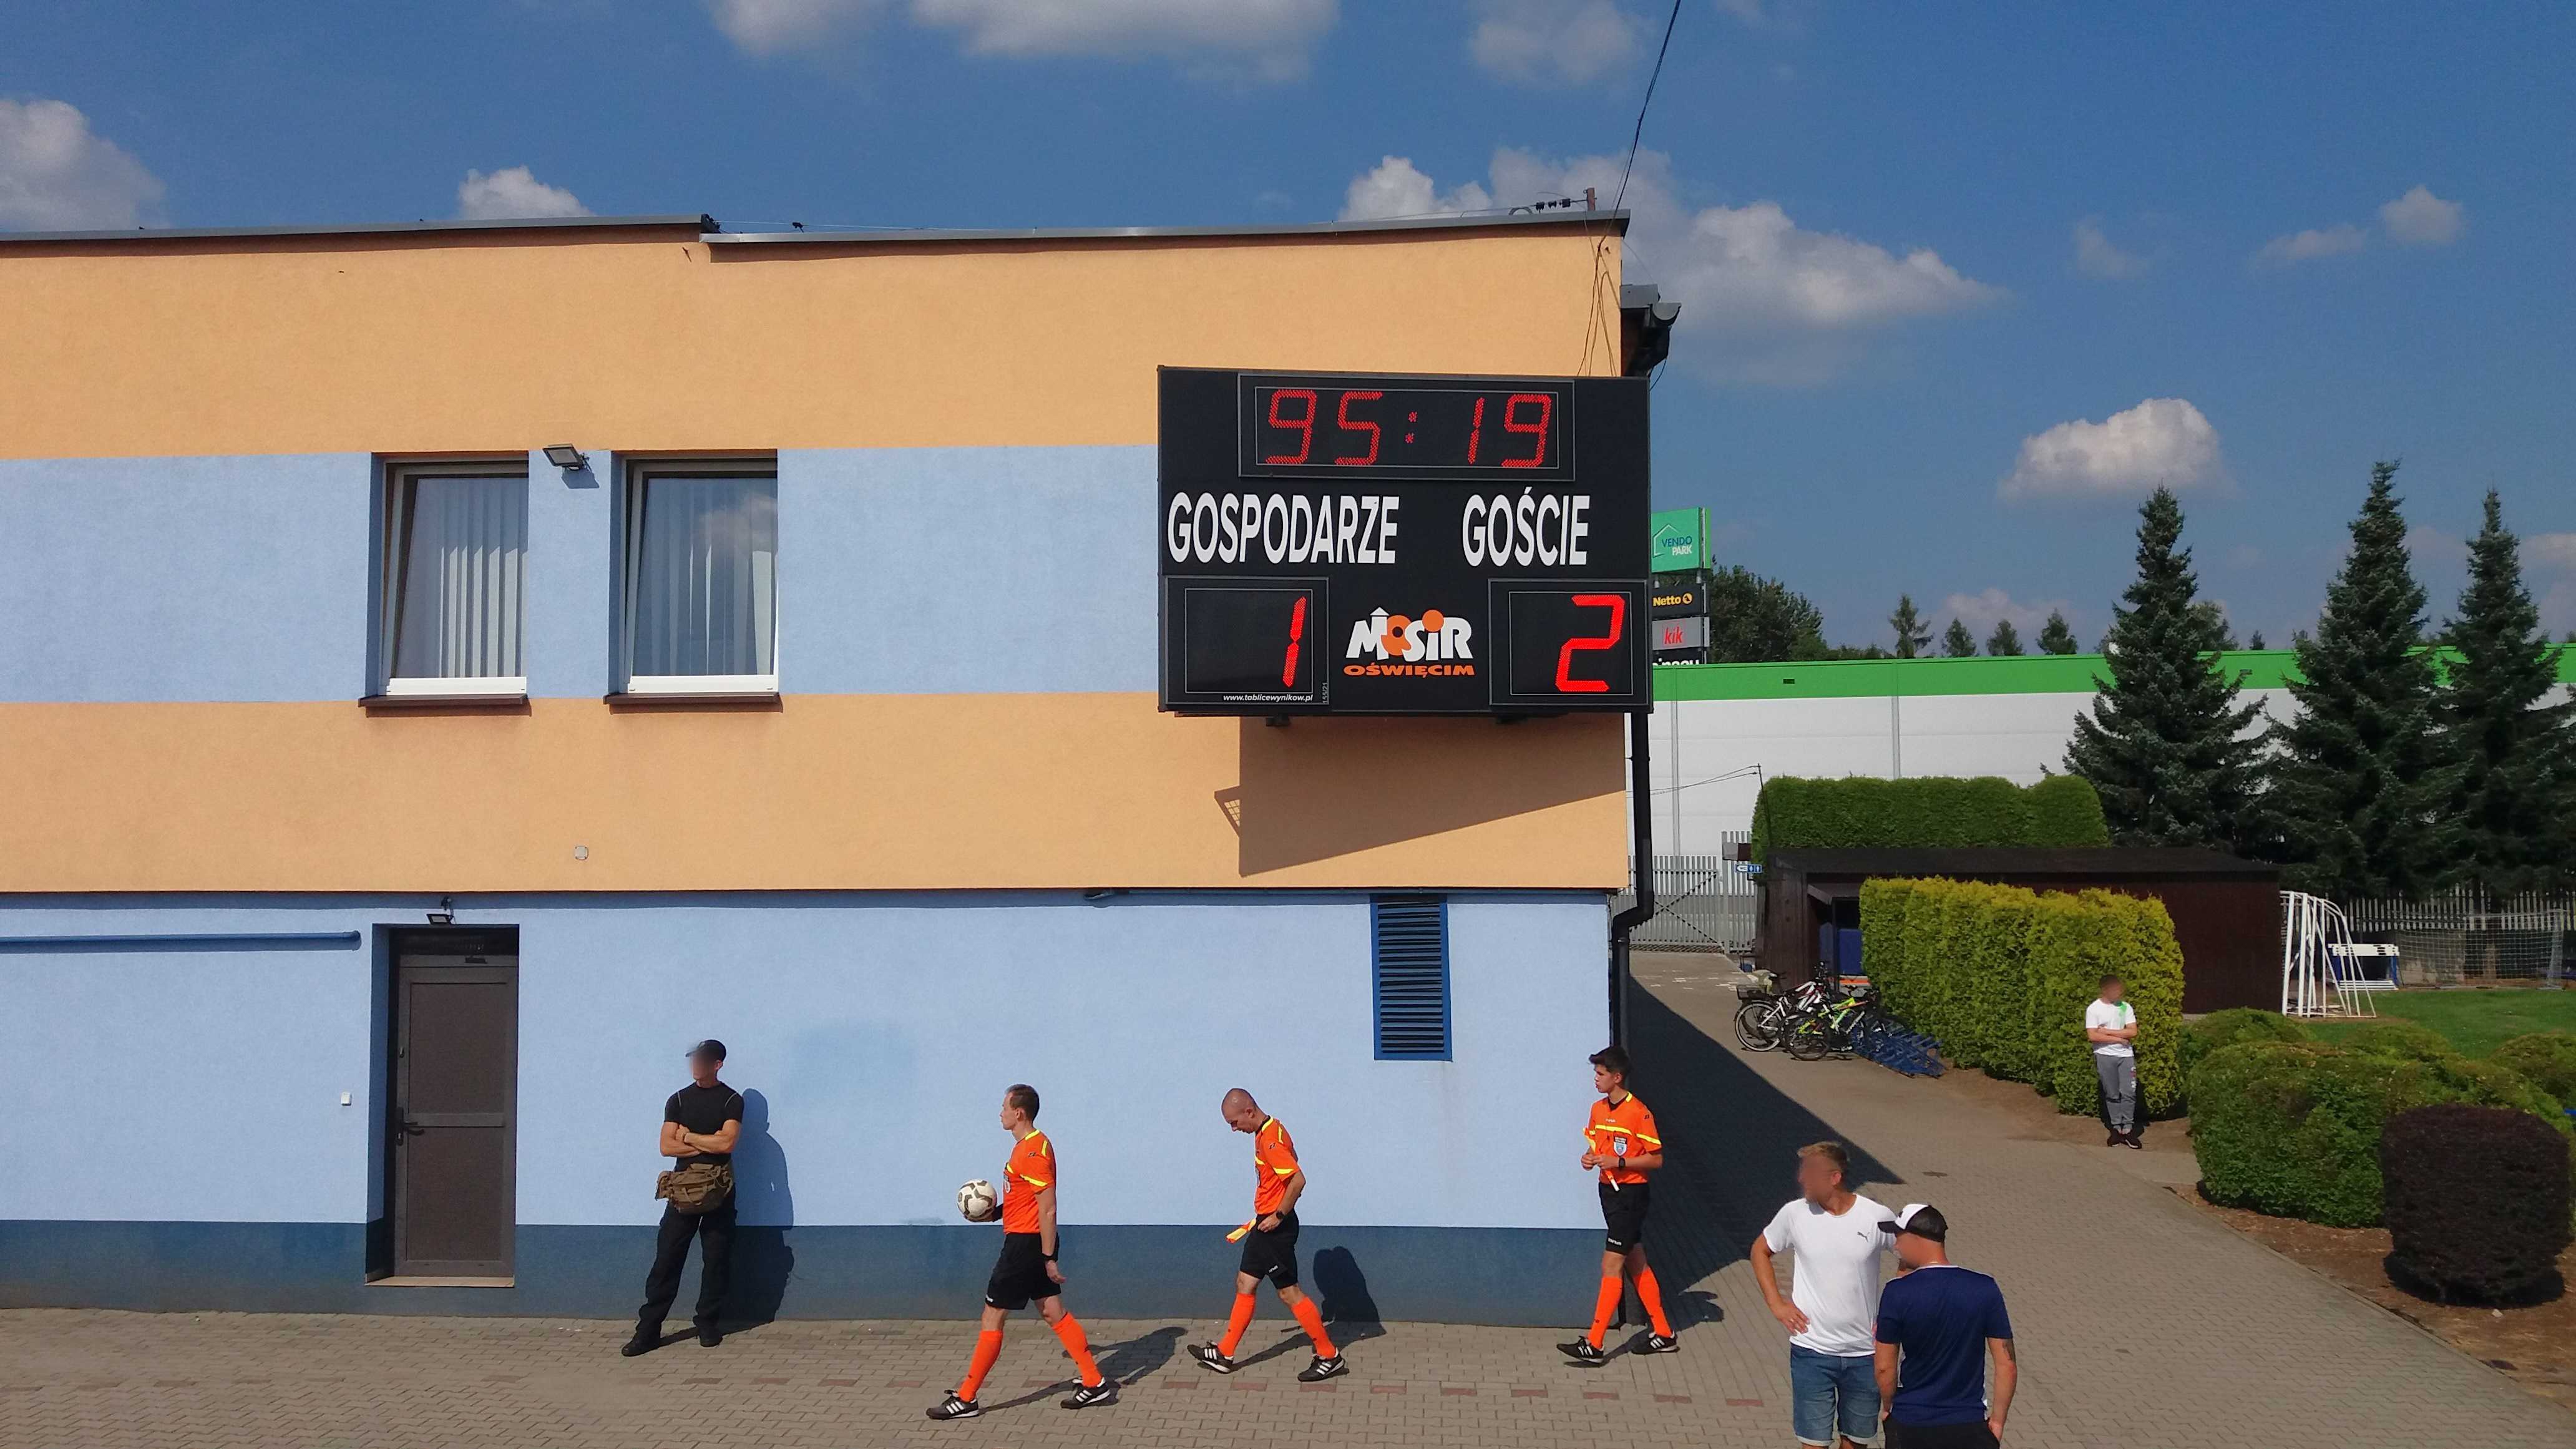 95:19
GOSPODARZE GOŚCIE
1 2
MOSiR
OŚWIĘCIM
www.tablicewynikow.pl
VENDO
PARK
Netto
kik